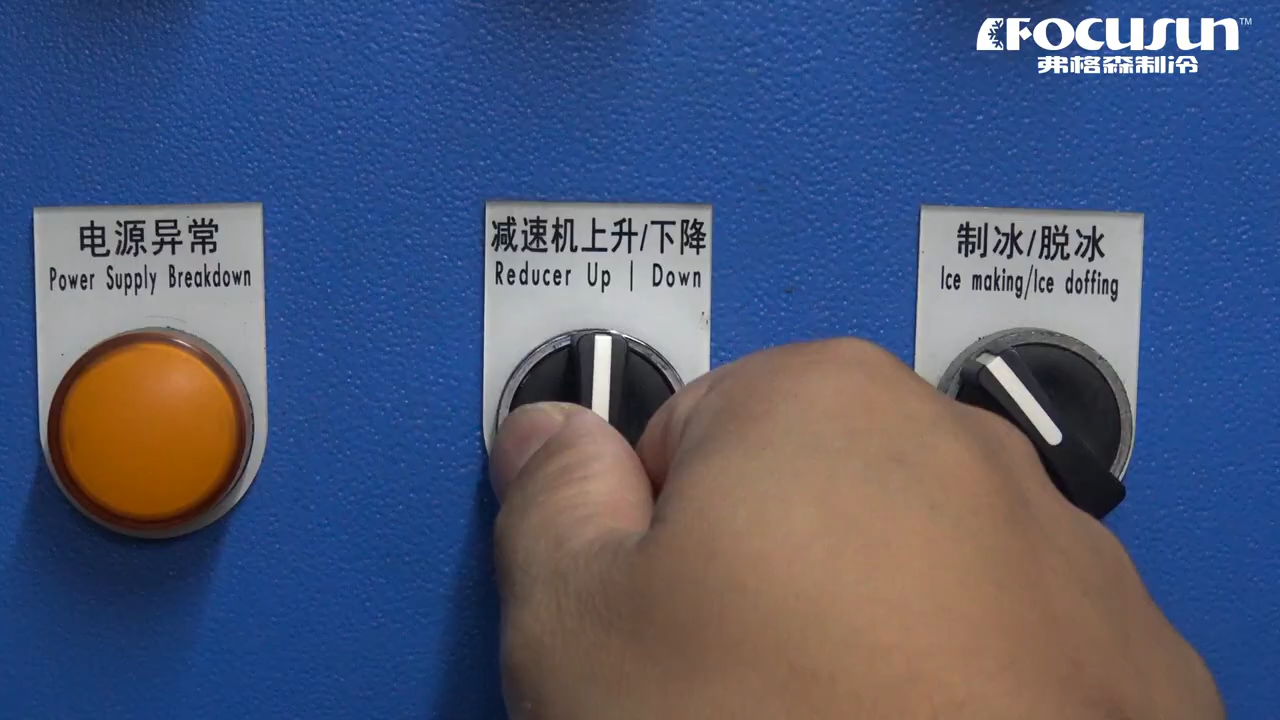 FOCUSUN™
弗格森制冷
电源异常
Power Supply Breakdown
减速机上升/下降
Reducer Up | Down
制冰/脱冰
Ice making/Ice doffing